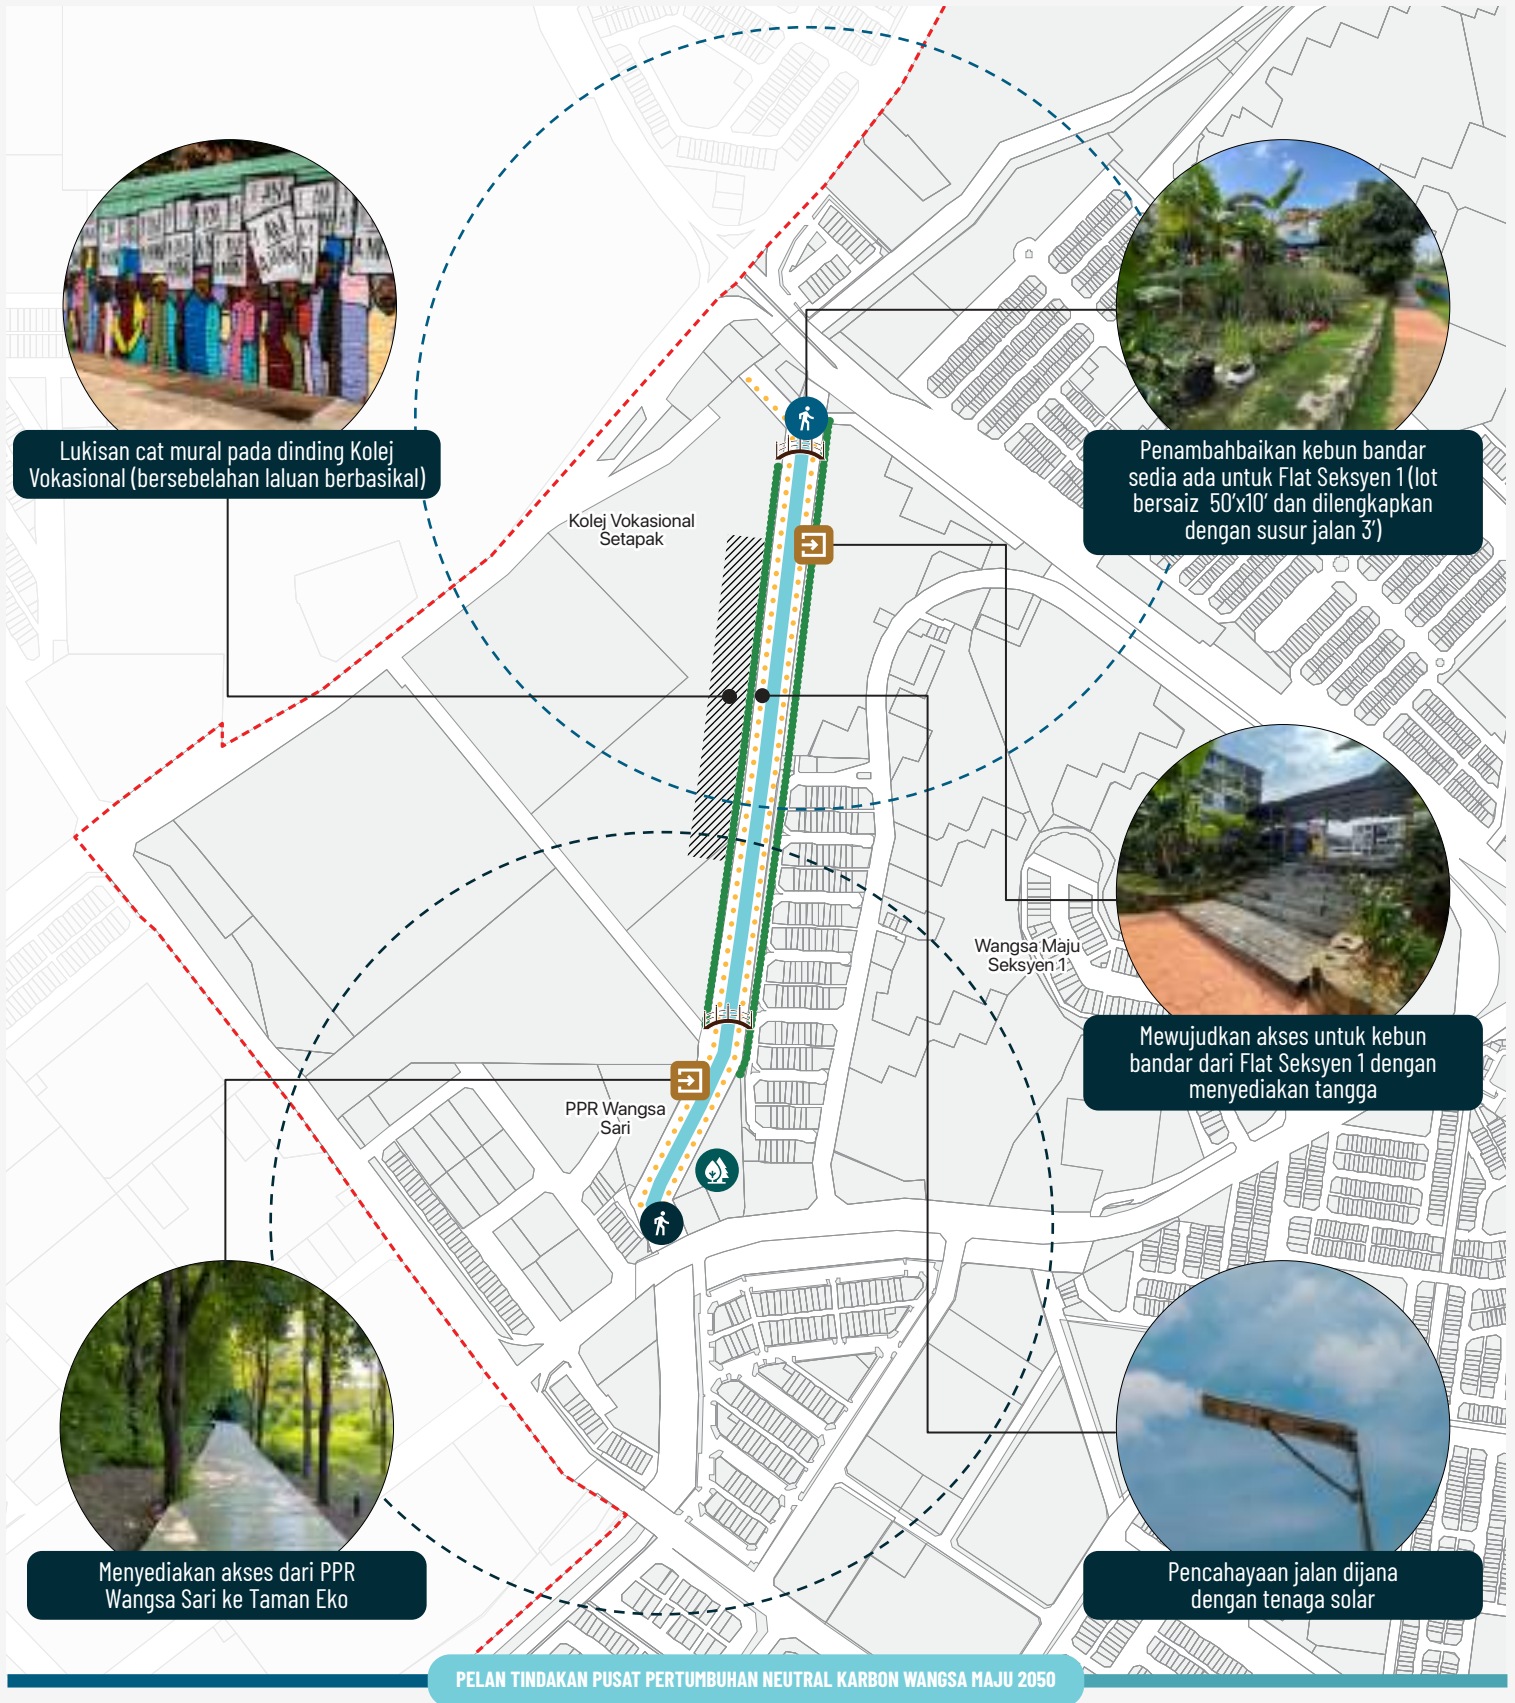 Lukisan cat mural pada dinding Kolej
Vokasional (bersebelahan laluan berbasikal)
Penambahbaikan kebun bandar
sedia ada untuk Flat Seksyen 1 (lot
bersaiz 50'x10' dan dilengkapkan
dengan susur jalan 3')
Kolej Vokasional
Setapak
Wangsa Maju
Seksyen 1
Mewujudkan akses untuk kebun
bandar dari Flat Seksyen 1 dengan
menyediakan tangga
PPR Wangsa
Sari
Menyediakan akses dari PPR
Wangsa Sari ke Taman Eko
Pencahayaan jalan dijana
dengan tenaga solar
PELAN TINDAKAN PUSAT PERTUMBUHAN NEUTRAL KARBON WANGSA MAJU 2050